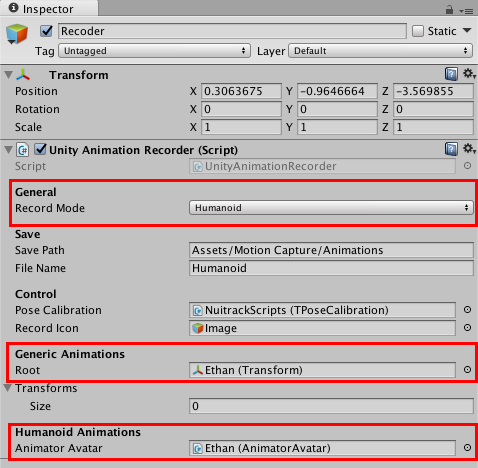 Inspector
Recoder Static
Tag Untagged Layer Default
Transform
Position X 0.3063675 Y -0.9646664 Z -3.569855
Rotation X 0 Y 0 Z 0
Scale X 1 Y 1 Z 1
Unity Animation Recorder (Script)
Script UnityAnimationRecorder
General
Record Mode Humanoid
Save
Save Path Assets/Motion Capture/Animations
File Name Humanoid
Control
Pose Calibration NuitrackScripts (TPoseCalibration)
Record Icon Image
Generic Animations
Root Ethan (Transform)
Transforms
Size 0
Humanoid Animations
Animator Avatar Ethan (AnimatorAvatar)